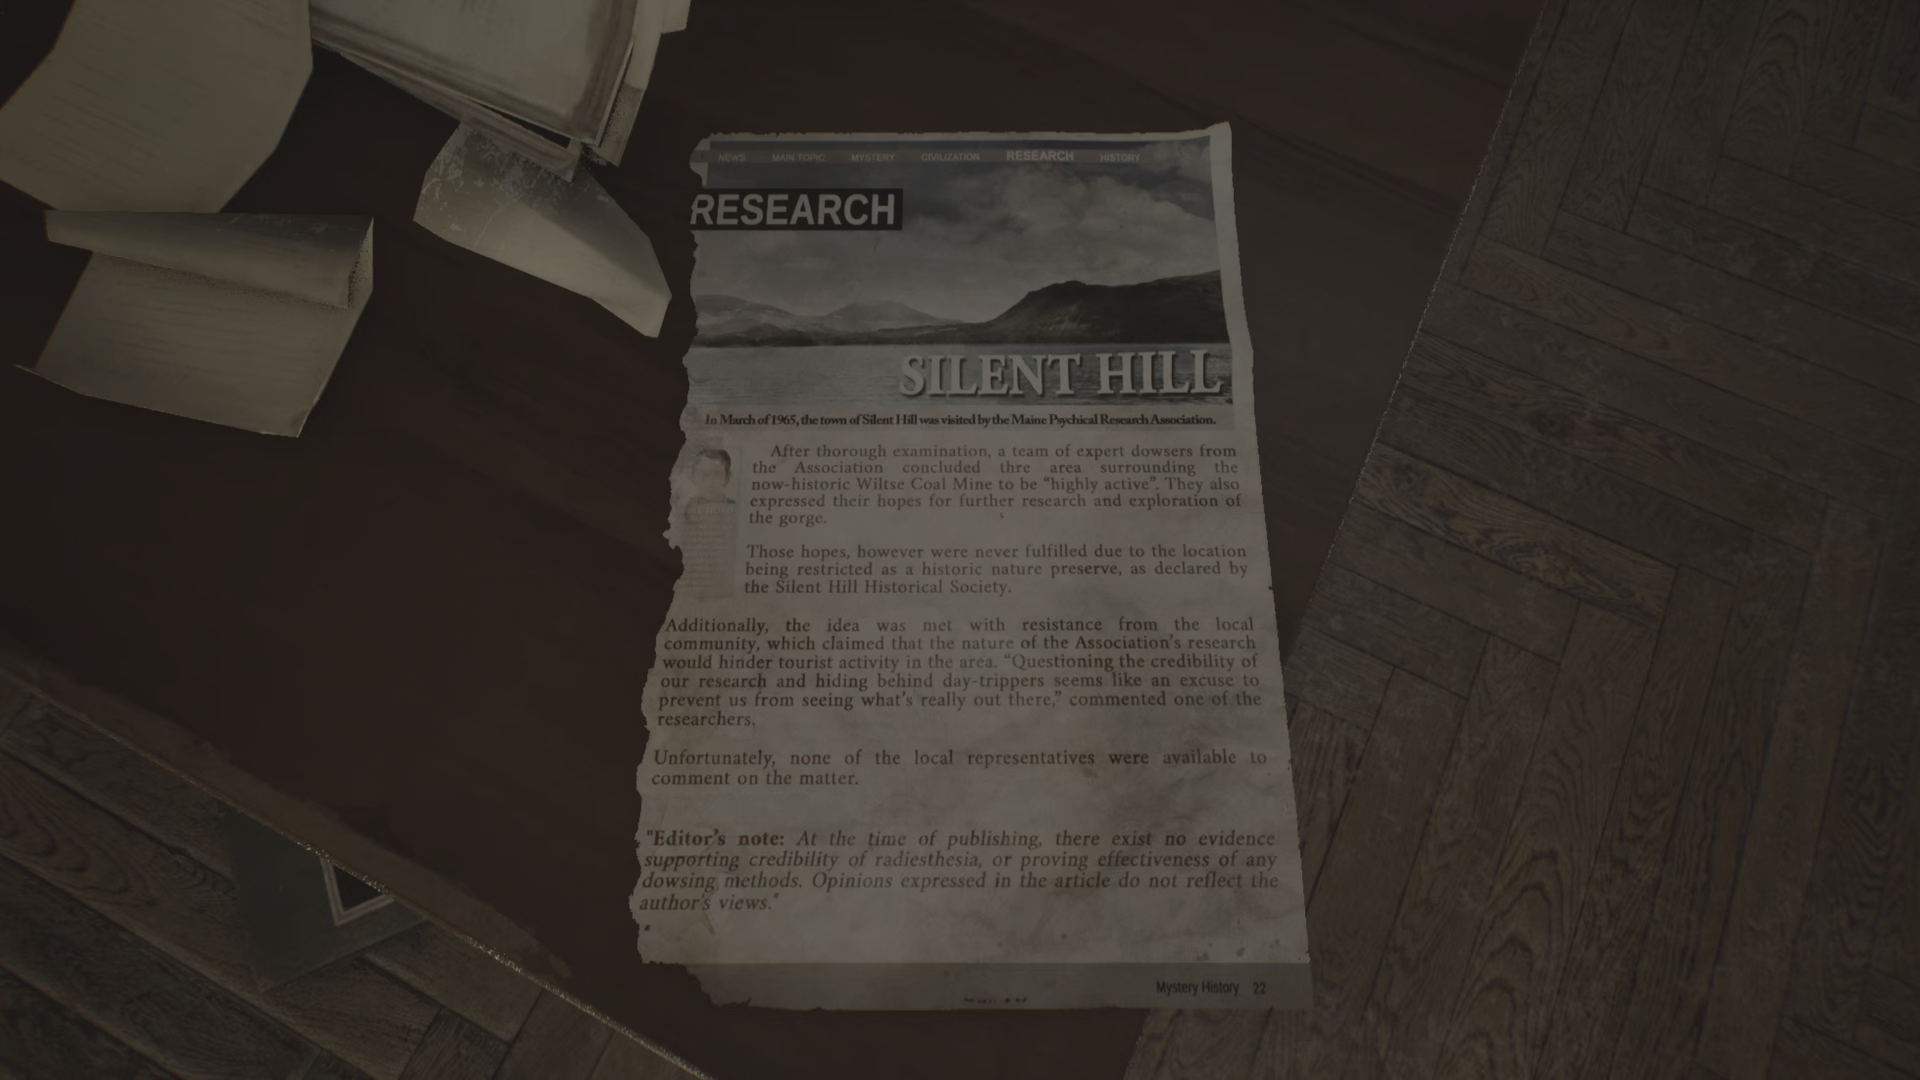 NEWS MAIN TOPIC MYSTERY CIVILIZATION RESEARCH HISTORY
RESEARCH
SILENT HILL
In March of 1965, the town of Silent Hill was visited by the Maine Psychical Research Association.
After thorough examination, a team of expert dowsers from
the Association concluded thre area surrounding the
now-historic Wiltse Coal Mine to be “highly active”. They also
expressed their hopes for further research and exploration of
the gorge.
Those hopes, however were never fulfilled due to the location
being restricted as a historic nature preserve, as declared by
the Silent Hill Historical Society.
Additionally, the idea was met with resistance from the local
community, which claimed that the nature of the Association's research
would hinder tourist activity in the area. “Questioning the credibility of
our research and hiding behind day-trippers seems like an excuse to
prevent us from seeing what's really out there,” commented one of the
researchers.
Unfortunately, none of the local representatives were available to
comment on the matter.
"Editor's note: At the time of publishing, there exist no evidence
supporting credibility of radiesthesia, or proving effectiveness of any
dowsing methods. Opinions expressed in the article do not reflect the
author's views."
Mystery History 22